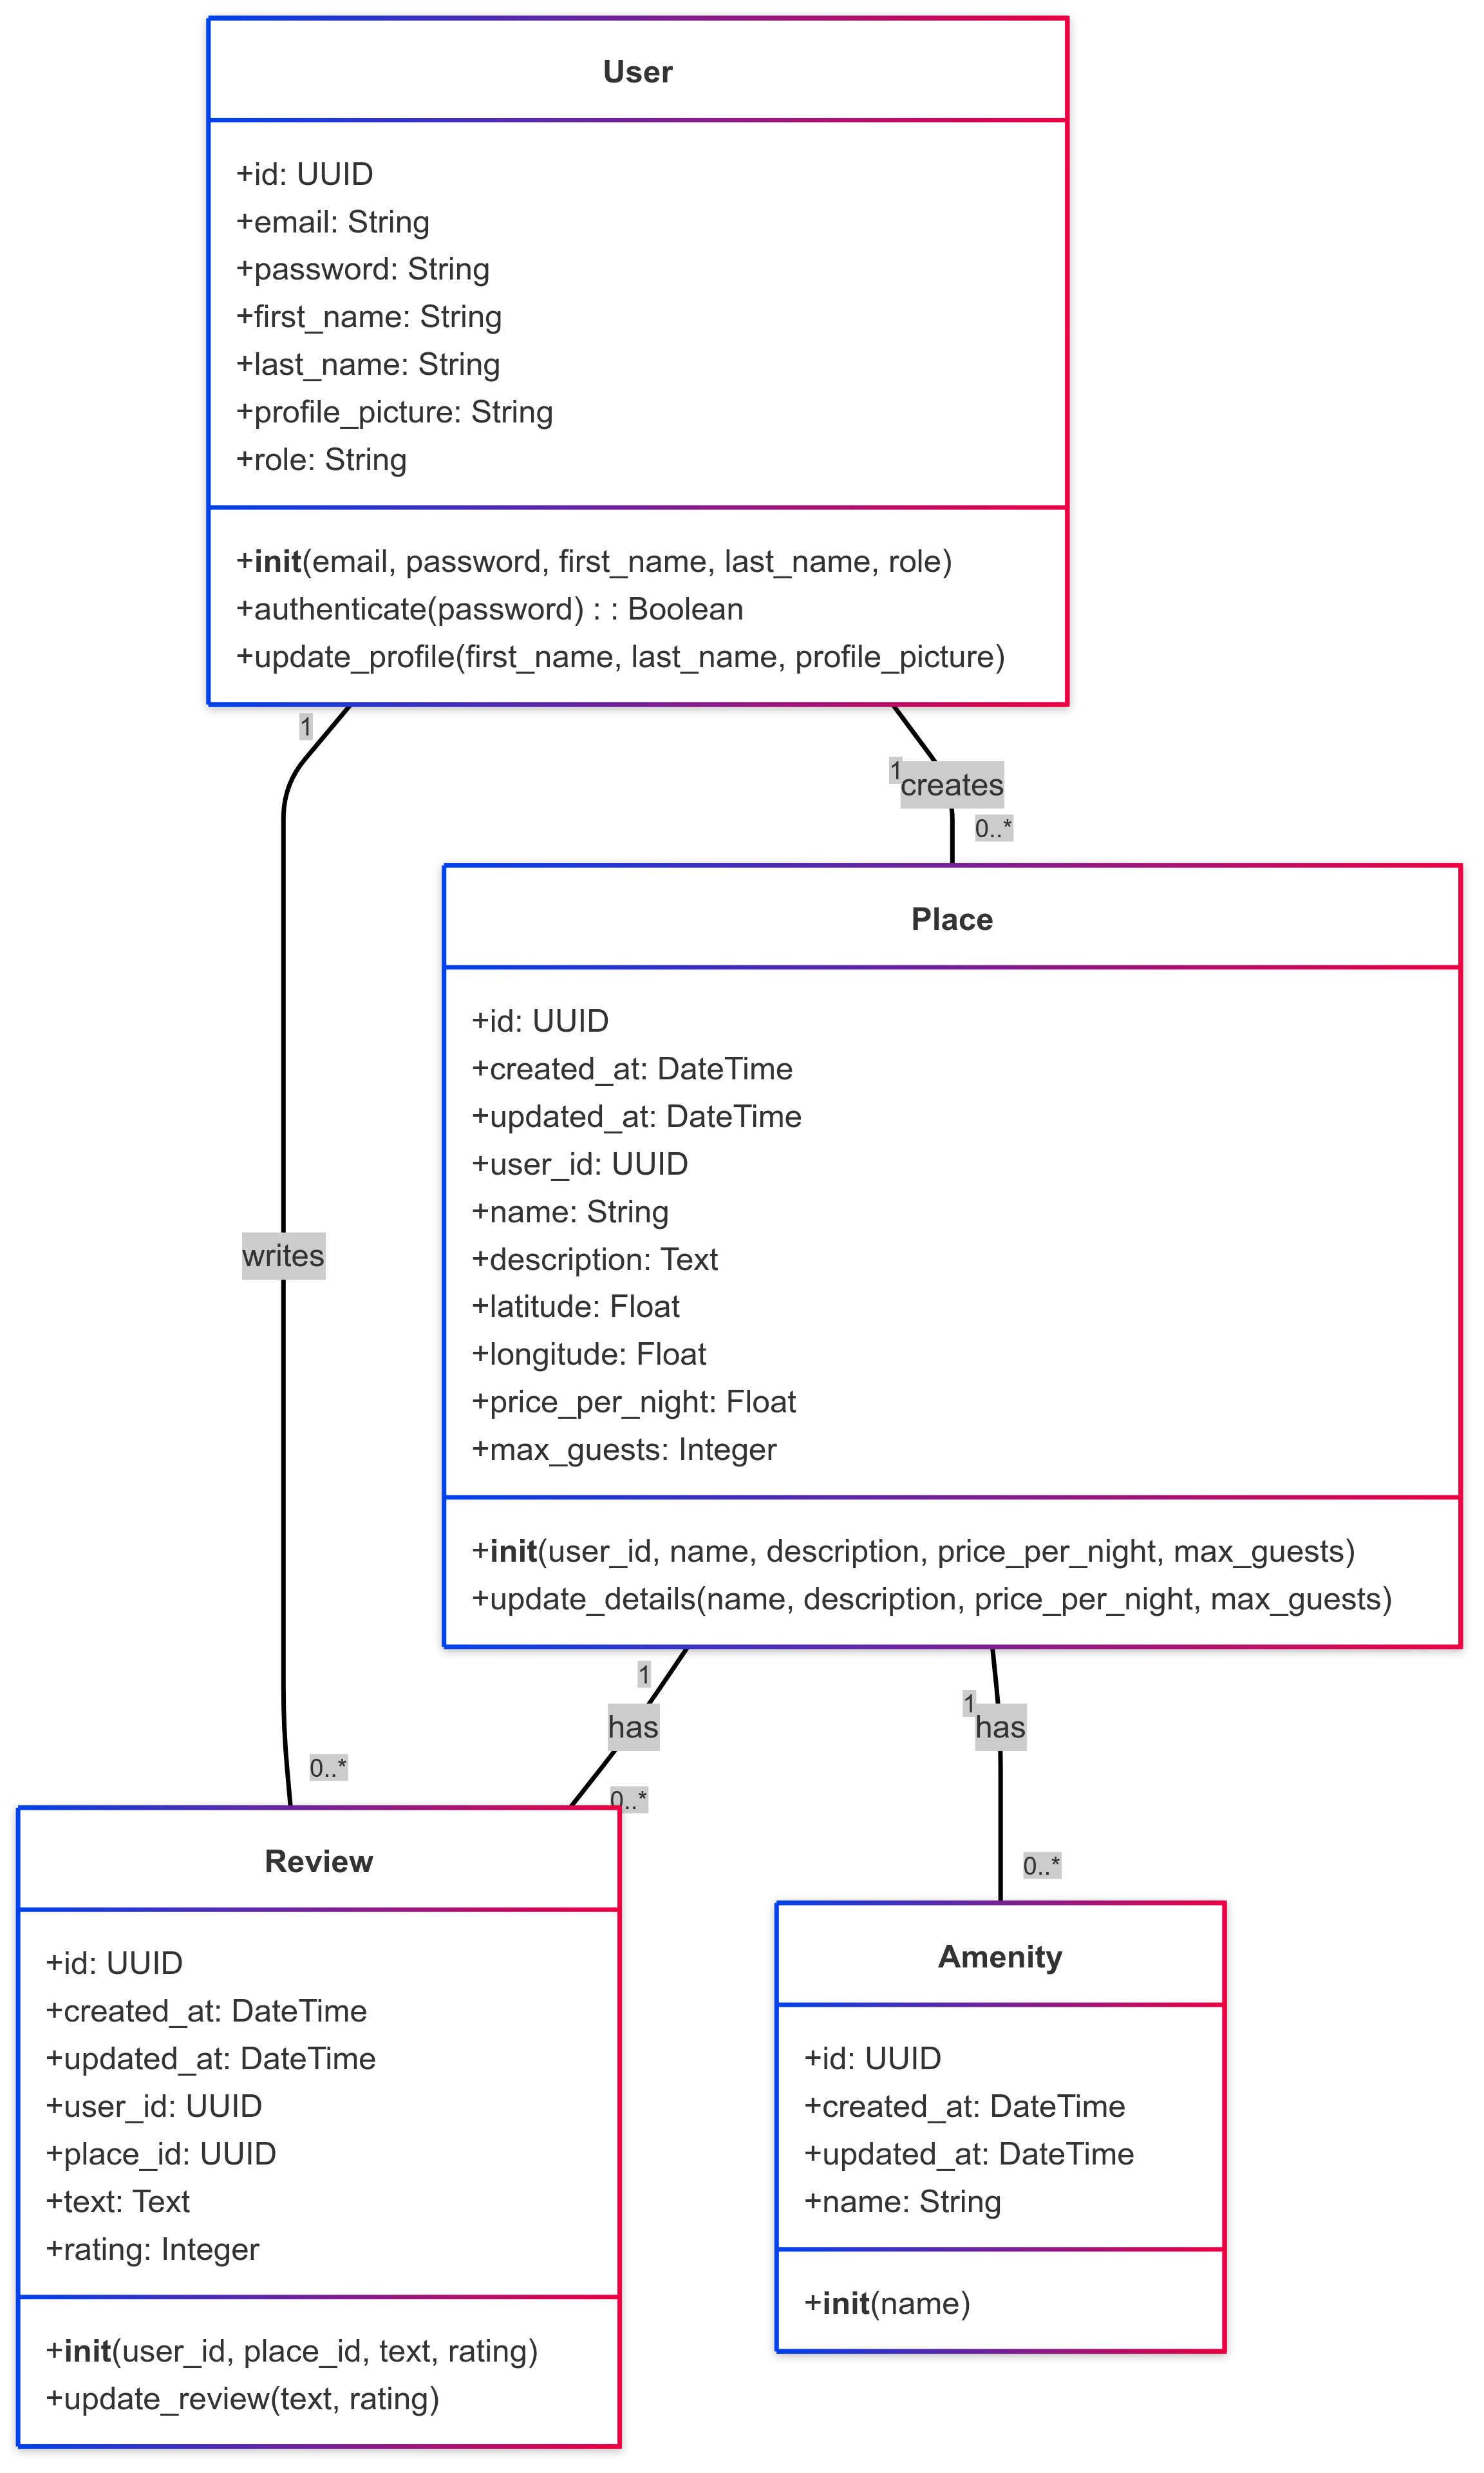 User
+id: UUID
+email: String
+password: String
+first_name: String
+last_name: String
+profile_picture: String
+role: String
+init(email, password, first_name, last_name, role)
+authenticate(password) : : Boolean
+update_profile(first_name, last_name, profile_picture)
1
1
creates
0..*
Place
+id: UUID
+created_at: DateTime
+updated_at: DateTime
+user_id: UUID
+name: String
+description: Text
+latitude: Float
+longitude: Float
+price_per_night: Float
+max_guests: Integer
+init(user_id, name, description, price_per_night, max_guests)
+update_details(name, description, price_per_night, max_guests)
writes
1
has
1
has
0..*
0..*
0..*
Review
+id: UUID
+created_at: DateTime
+updated_at: DateTime
+user_id: UUID
+place_id: UUID
+text: Text
+rating: Integer
+init(user_id, place_id, text, rating)
+update_review(text, rating)
Amenity
+id: UUID
+created_at: DateTime
+updated_at: DateTime
+name: String
+init(name)